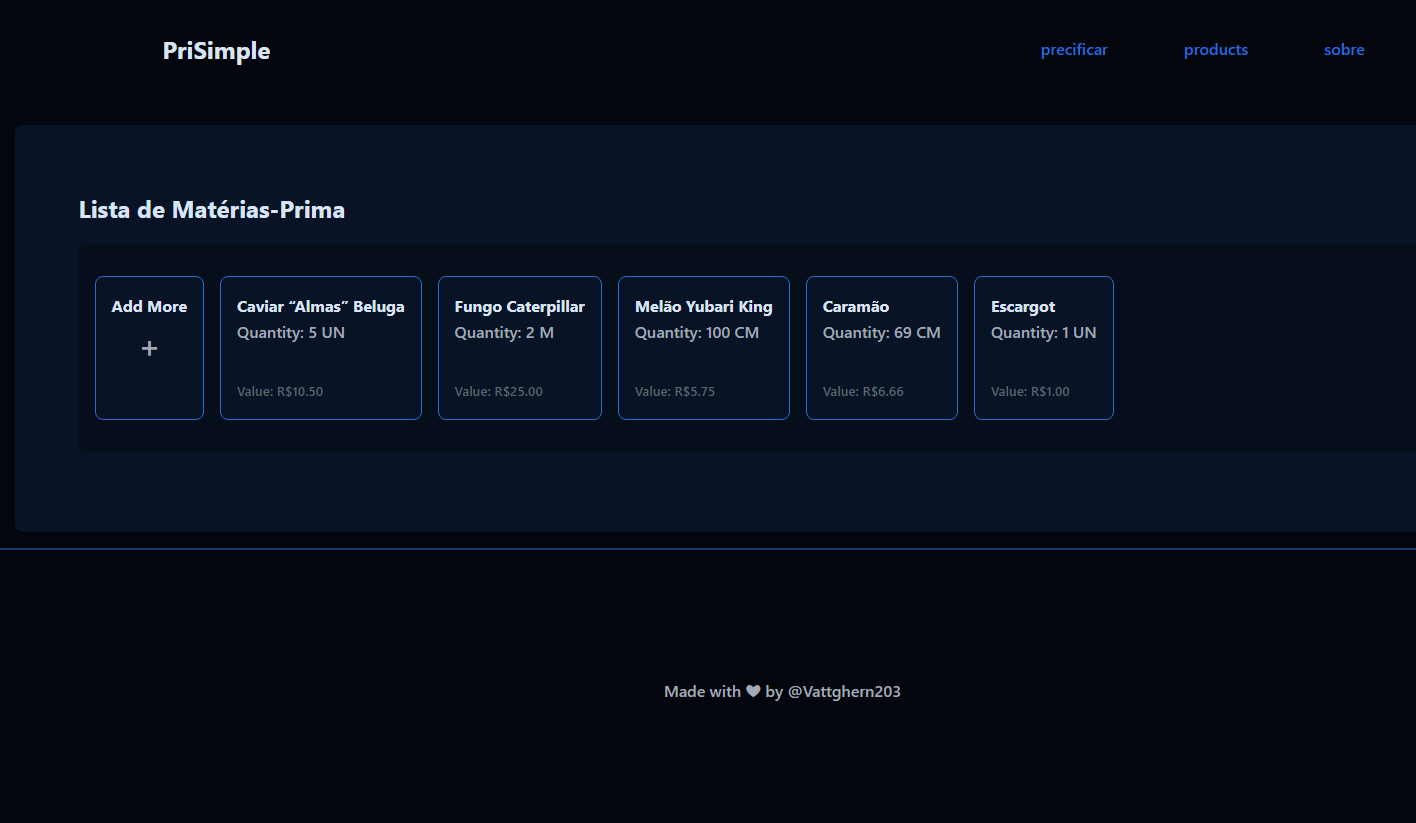 PriSimple
precificar
products
sobre
Lista de Matérias-Prima
Add More
+
Caviar “Almas” Beluga
Quantity: 5 UN
Value: R$10.50
Fungo Caterpillar
Quantity: 2 M
Value: R$25.00
Melão Yubari King
Quantity: 100 CM
Value: R$5.75
Caramão
Quantity: 69 CM
Value: R$6.66
Escargot
Quantity: 1 UN
Value: R$1.00
Made with ♥ by @Vattghern203